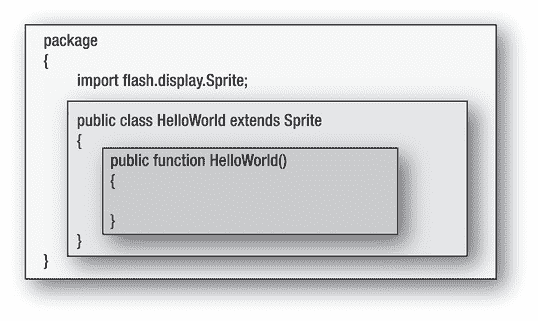 package
{
import flash.display.Sprite;
public class HelloWorld extends Sprite
{
public function HelloWorld()
{
}
}
}